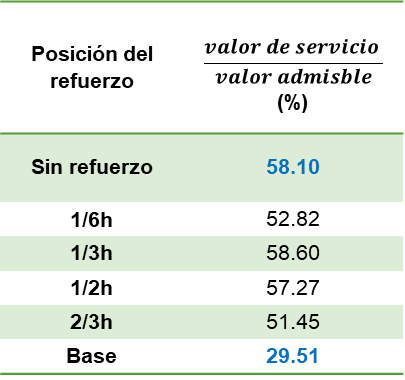 Posición del refuerzo
valor de servicio
valor admisble
(%)
Sin refuerzo 58.10
1/6h 52.82
1/3h 58.60
1/2h 57.27
2/3h 51.45
Base 29.51